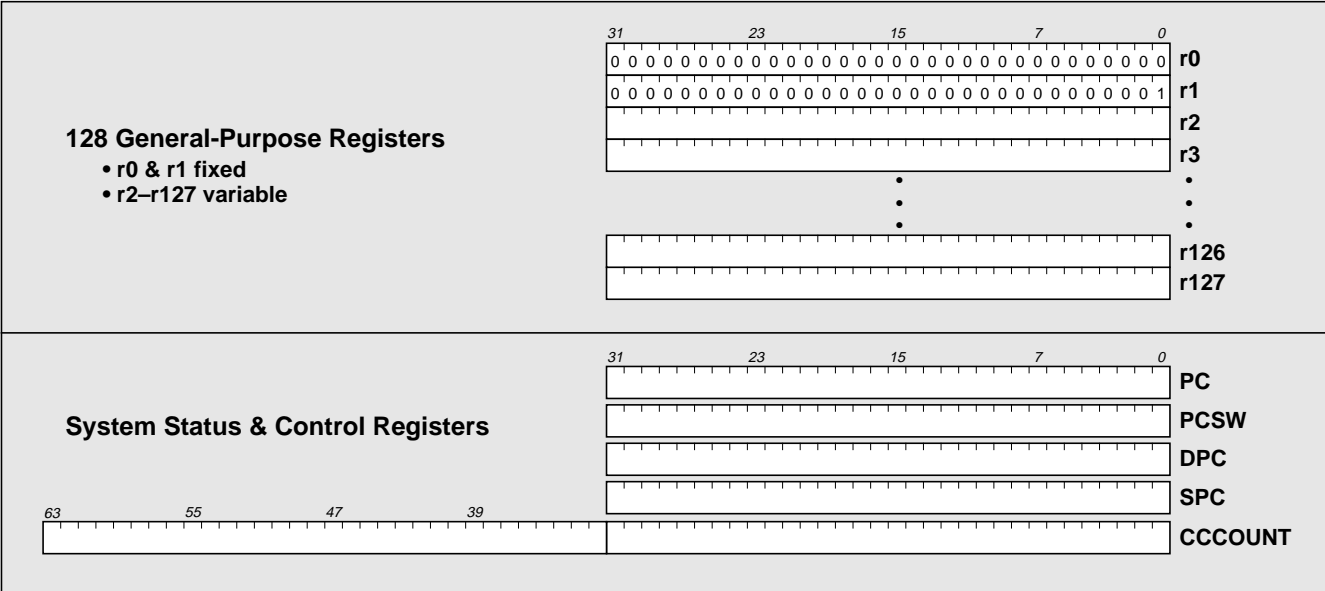 31 23 15 7 0
0 0 0 0 0 0 0 0 0 0 0 0 0 0 0 0 0 0 0 0 0 0 0 0 0 0 0 0 0 0 0 0 r0
0 0 0 0 0 0 0 0 0 0 0 0 0 0 0 0 0 0 0 0 0 0 0 0 0 0 0 0 0 0 0 1 r1
r2
128 General-Purpose Registers
r3
• r0 & r1 fixed
• r2–r127 variable
r126
r127
31 23 15 7 0
PC
System Status & Control Registers
PCSW
DPC
SPC
63 55 47 39
CCCOUNT